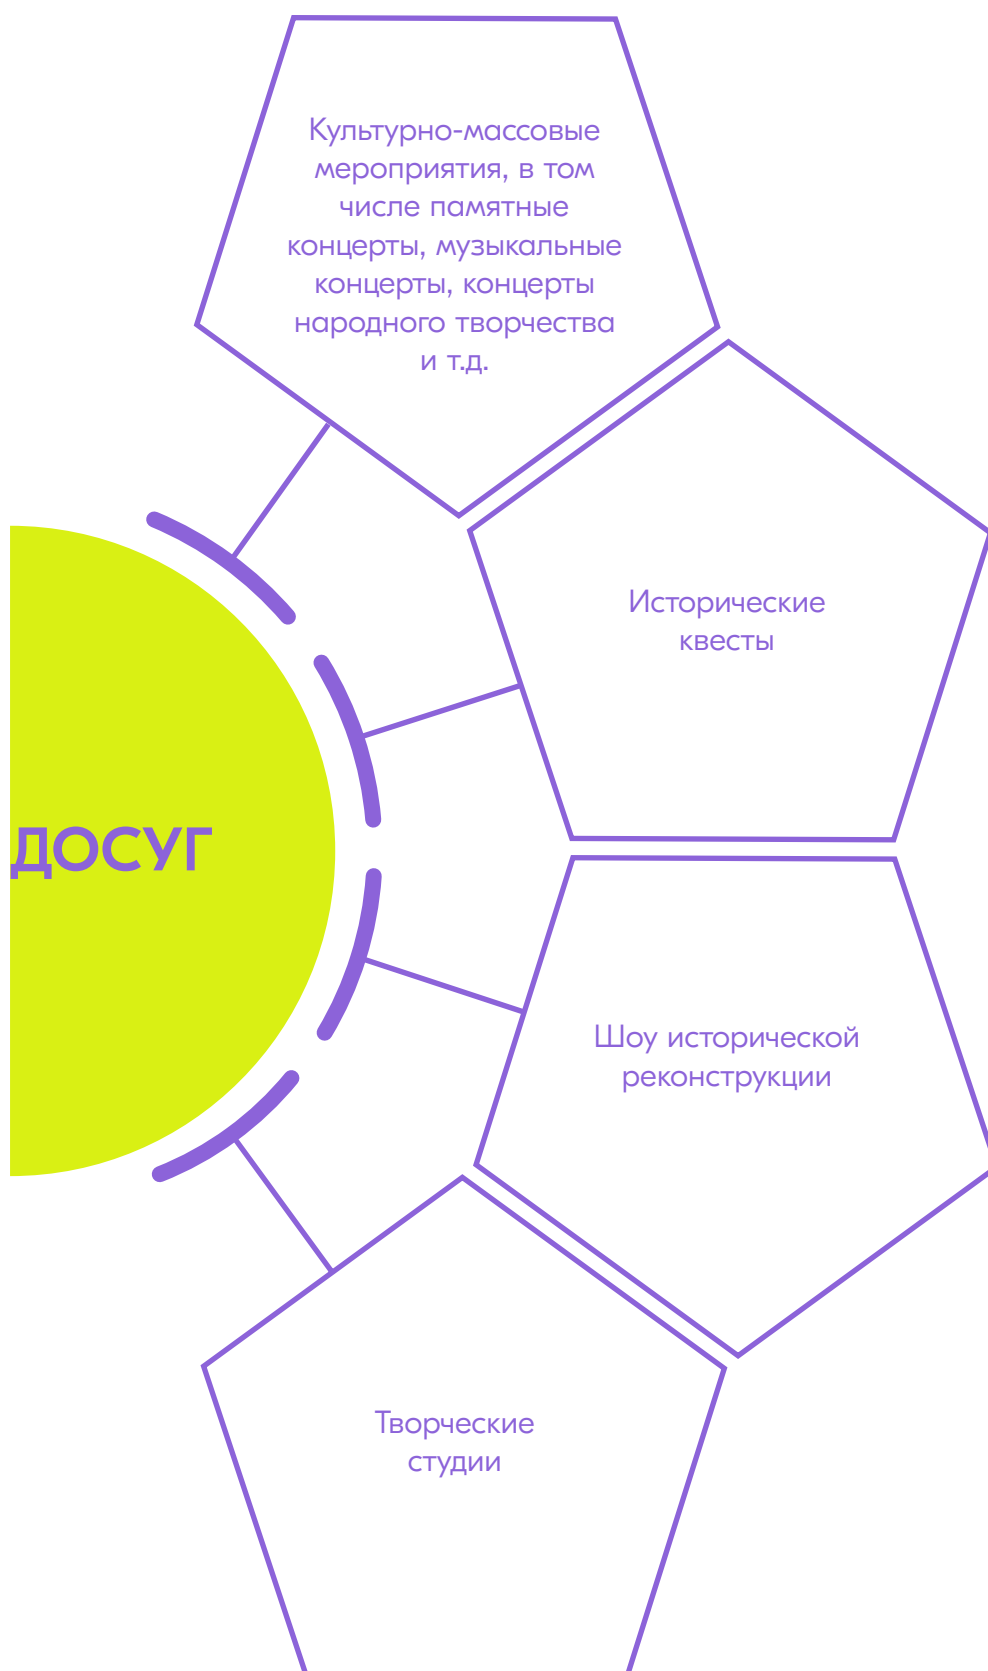 Культурно-массовые
мероприятия, в том
числе памятные
концерты, музыкальные
концерты, концерты
народного творчества
и т.д.
Исторические
квесты
ДОСУГ
Шоу исторической
реконструкции
Творческие
студии